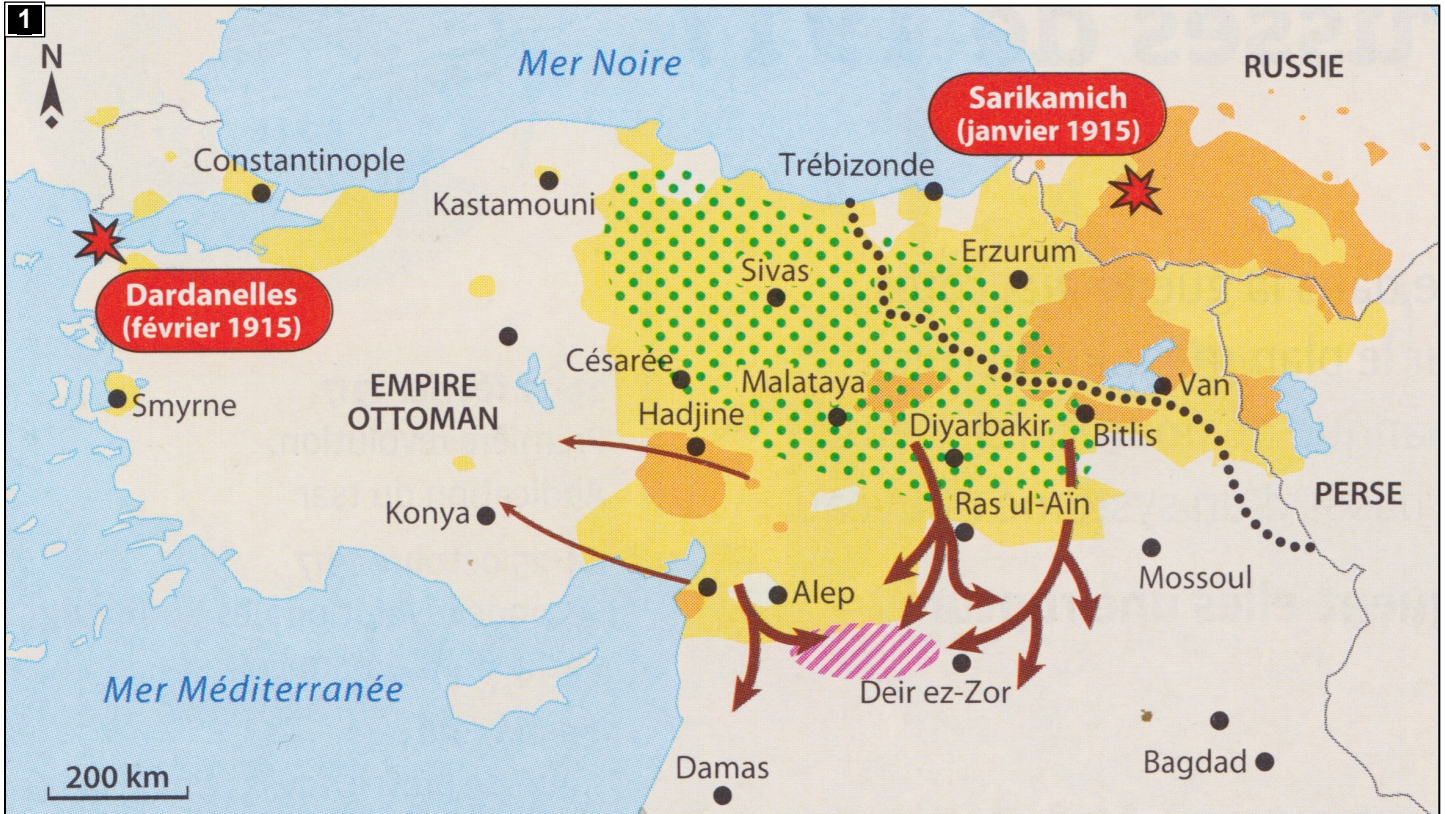 1
N
Mer Noire
RUSSIE
Sarikamich
(janvier 1915)
Constantinople
Trébizonde
Kastamouni
Erzurum
Sivas
Dardanelles
(février 1915)
Césarée
EMPIRE
OTTOMAN
Malataya
Van
Smyrne
Hadjine
Diyarbakir
Bitlis
PERSE
Ras ul-Aïn
Konya
Mossoul
Alep
Mer Méditerranée
Deir ez-Zor
Damas
Bagdad
200 km